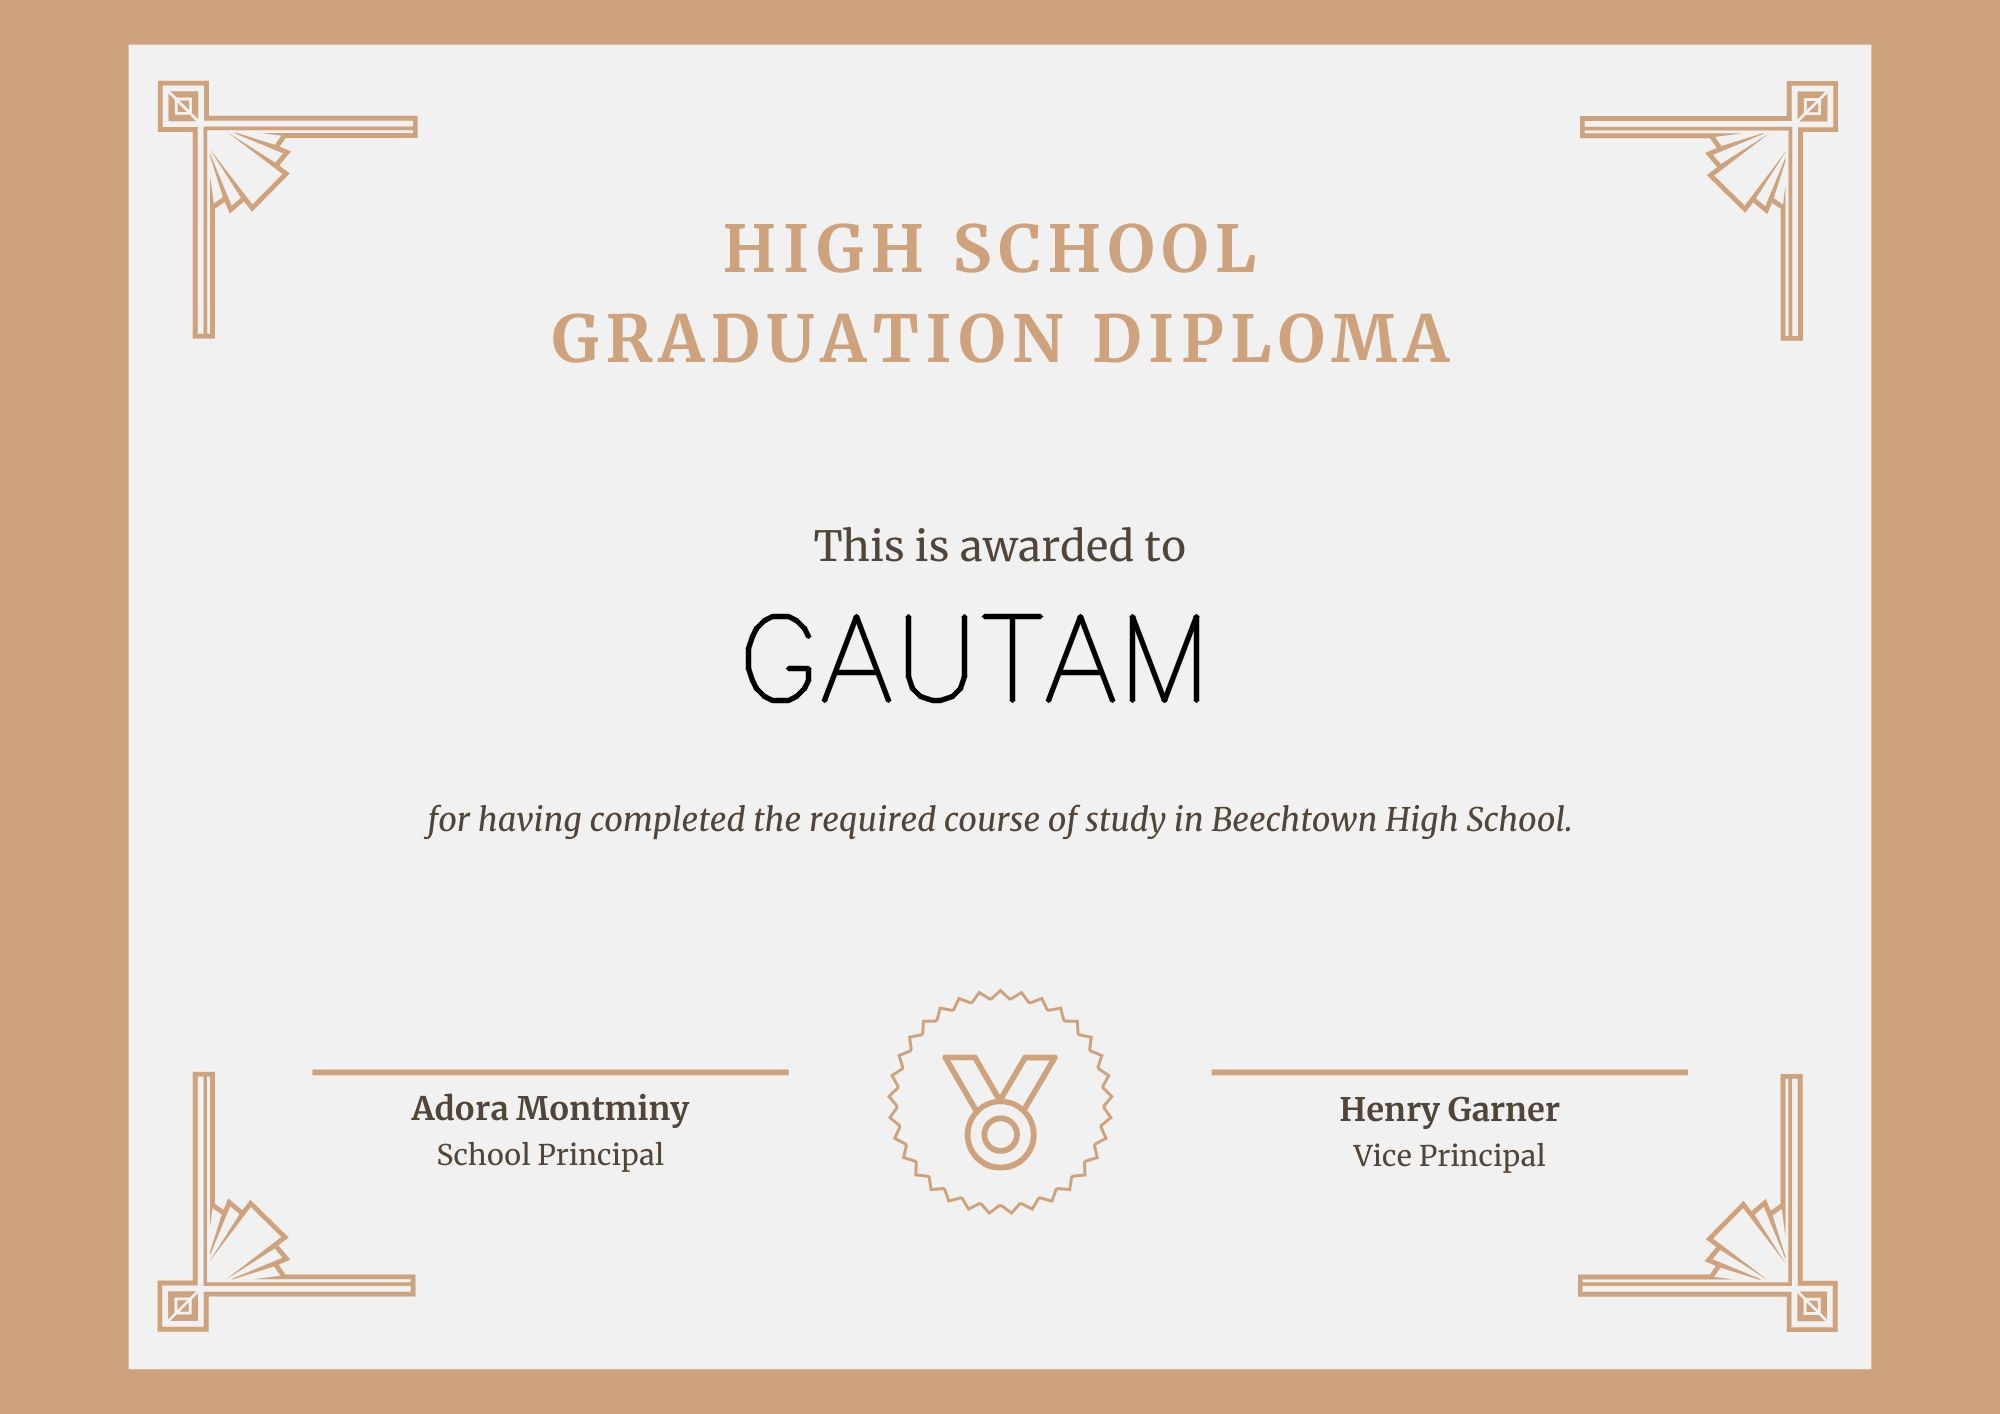 HIGH SCHOOL
GRADUATION DIPLOMA
This is awarded to
GAUTAM
for having completed the required course of study in Beechtown High School.
Adora Montminy
School Principal
Henry Garner
Vice Principal